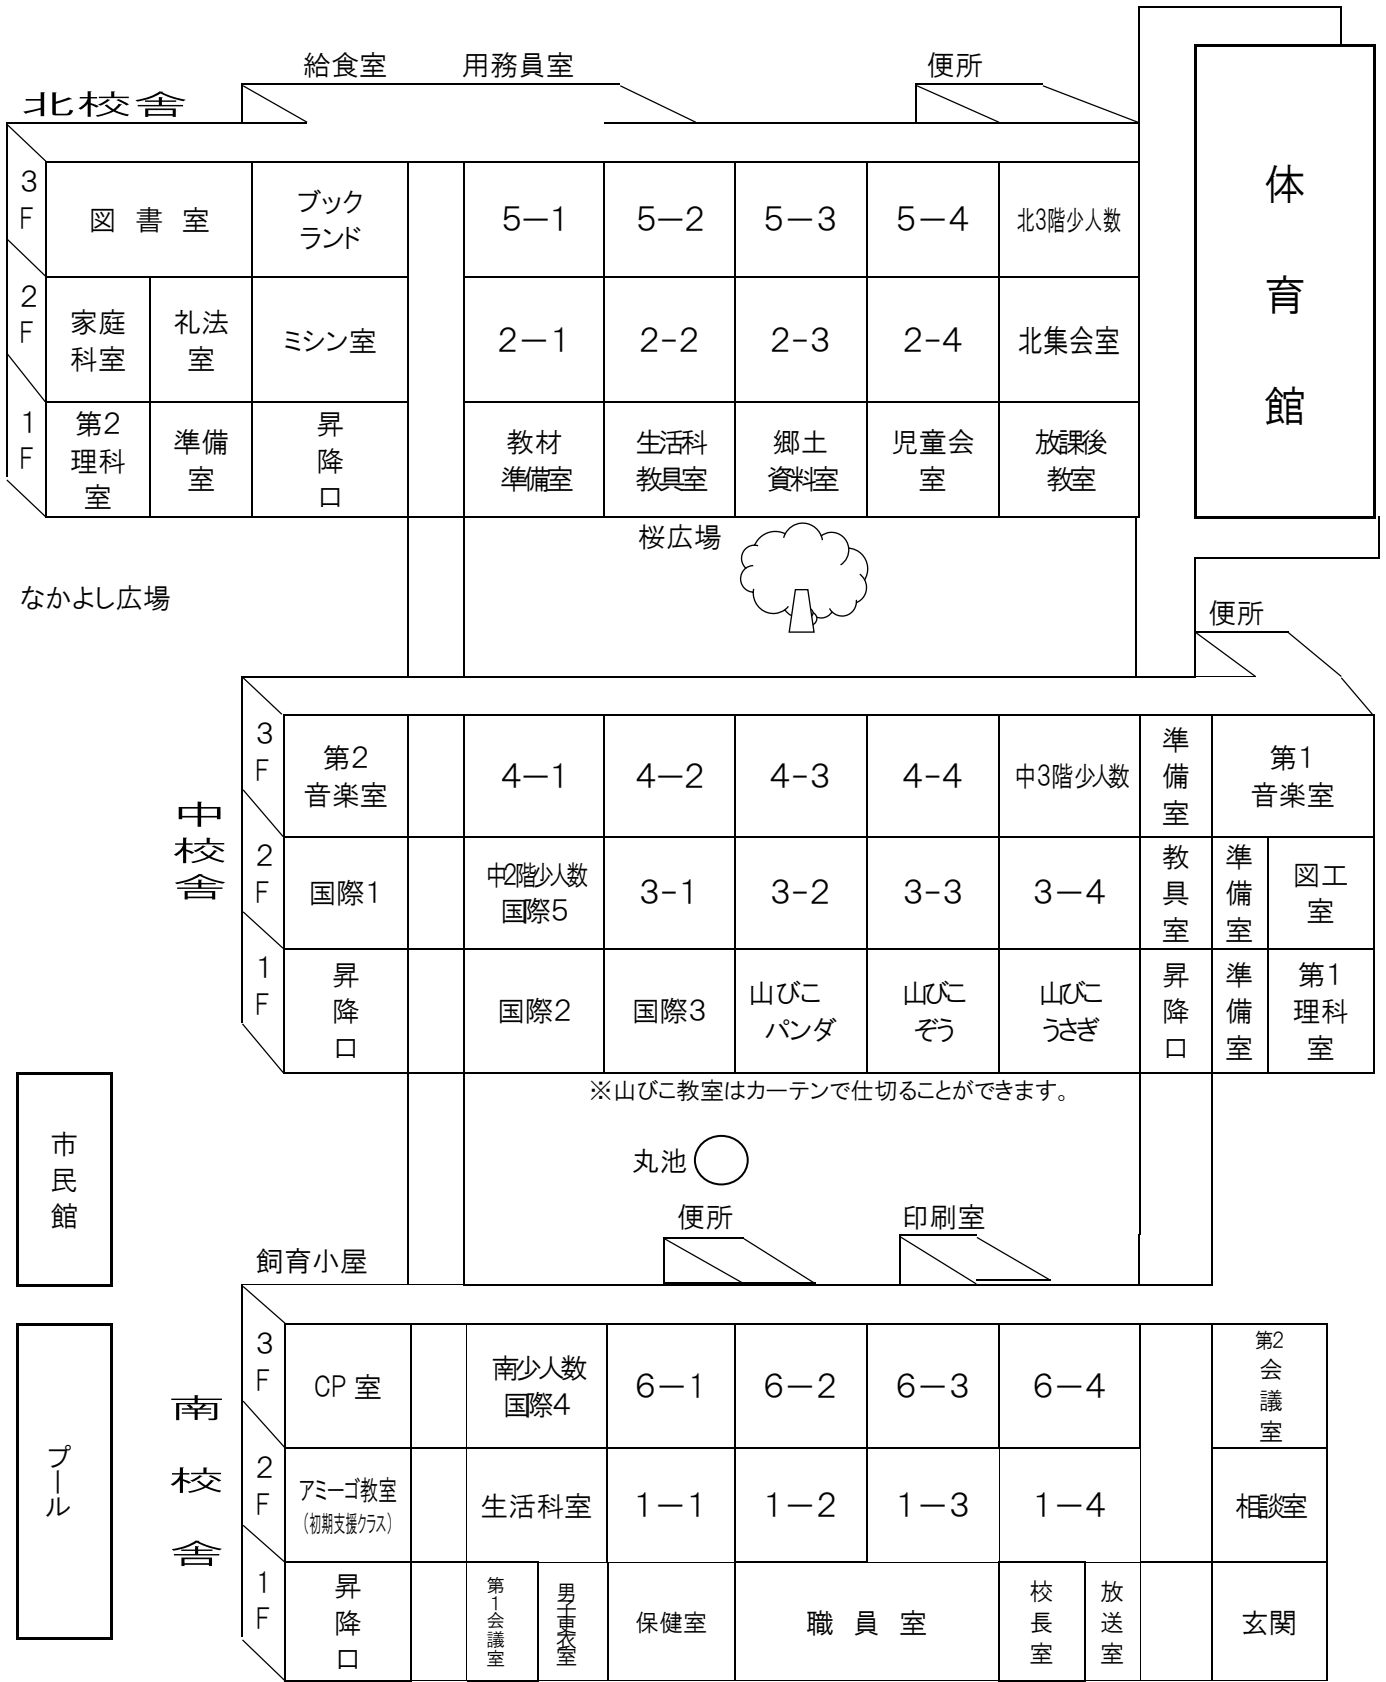 給食室
用務員室
便所
北校舎
3F
図書室
ブック
ランド
5－1
5－2
5－3
5－4
北3階少人数
2F
家庭
科室
礼法
室
ミシン室
2－1
2-2
2-3
2-4
北集会室
1F
第2
理科
室
準備
室
昇
降
口
教材
準備室
生活科
教具室
郷土
資料室
児童会
室
放課後
教室
体
育
館
桜広場
なかよし広場
便所
中校舎
3F
第2
音楽室
4－1
4－2
4-3
4-4
中3階少人数
準
備
室
第1
音楽室
2F
国際1
中2階少人数
国際5
3-1
3-2
3-3
3－4
教
具
室
準
備
室
図工
室
1F
昇
降
口
国際2
国際3
山びこ
パンダ
山びこ
ぞう
山びこ
うさぎ
昇
降
口
準
備
室
第1
理科
室
※山びこ教室はカーテンで仕切ることができます。
市
民
館
丸池
便所
印刷室
飼育小屋
プール
南校舎
3F
CP室
南少人数
国際4
6－1
6－2
6－3
6－4
第2
会
議
室
2F
アミーゴ教室
(初期支援クラス)
生活科室
1－1
1－2
1－3
1－4
相談室
1F
昇
降
口
第
1
会
議
室
男
子
更
衣
室
保健室
職員室
校
長
室
放
送
室
玄関